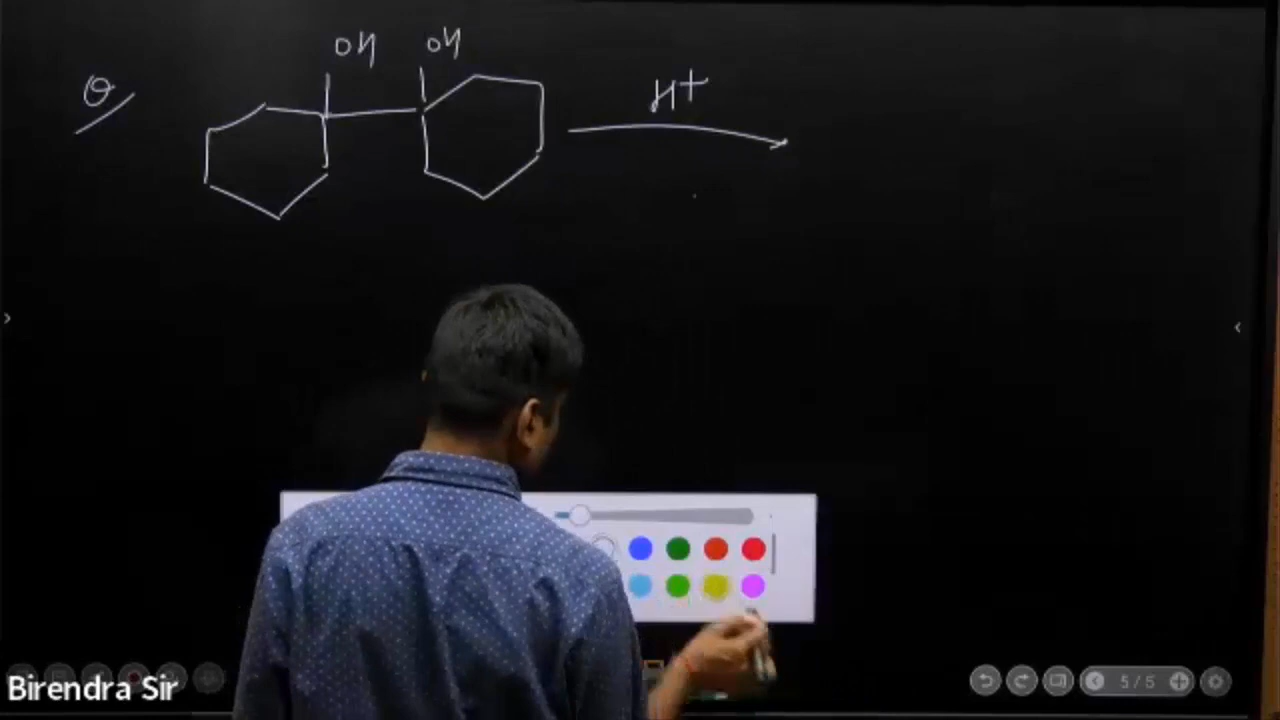 OH OH
Q
H+
Birendra Sir
5/5